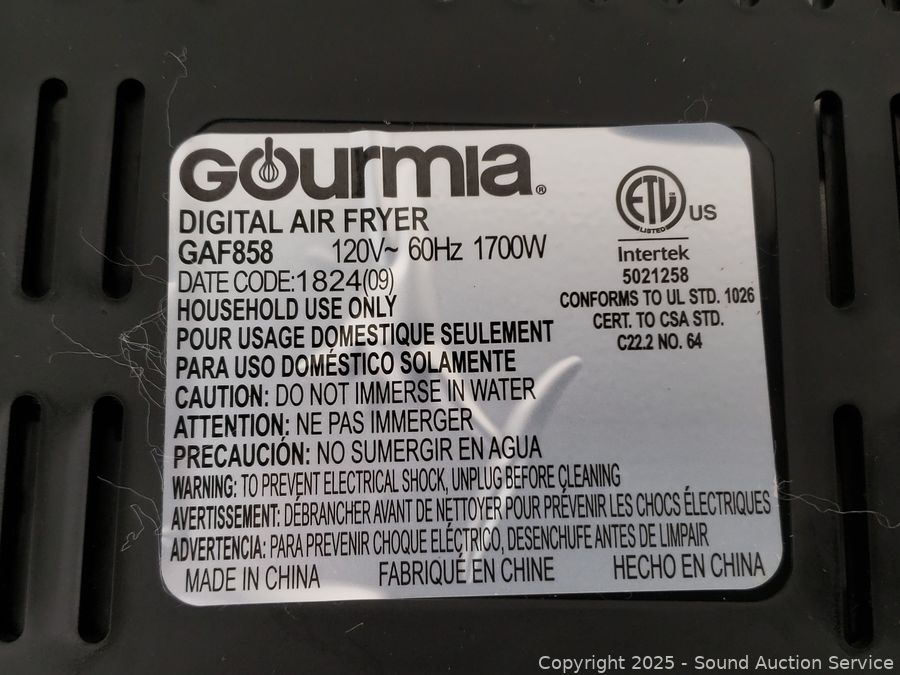 GOURMIA®
DIGITAL AIR FRYER
GAF858 120V~ 60Hz 1700W
DATE CODE:1824(09)
HOUSEHOLD USE ONLY
POUR USAGE DOMESTIQUE SEULEMENT
PARA USO DOMÉSTICO SOLAMENTE
CAUTION: DO NOT IMMERSE IN WATER
ATTENTION: NE PAS IMMERGER
PRECAUCIÓN: NO SUMERGIR EN AGUA
WARNING: TO PREVENT ELECTRICAL SHOCK, UNPLUG BEFORE CLEANING
AVERTISSEMENT: DÉBRANCHER AVANT DE NETTOYER POUR PRÉVENIR LES CHOCS ÉLECTRIQUES
ADVERTENCIA: PARA PREVENIR CHOQUE ELÉCTRICO, DESENCHUFE ANTES DE LIMPAIR
MADE IN CHINA FABRIQUÉ EN CHINE HECHO EN CHINA
ETL US
LISTED
Intertek
5021258
CONFORMS TO UL STD. 1026
CERT. TO CSA STD.
C22.2 NO. 64
Copyright © 2025 - Sound Auction Service